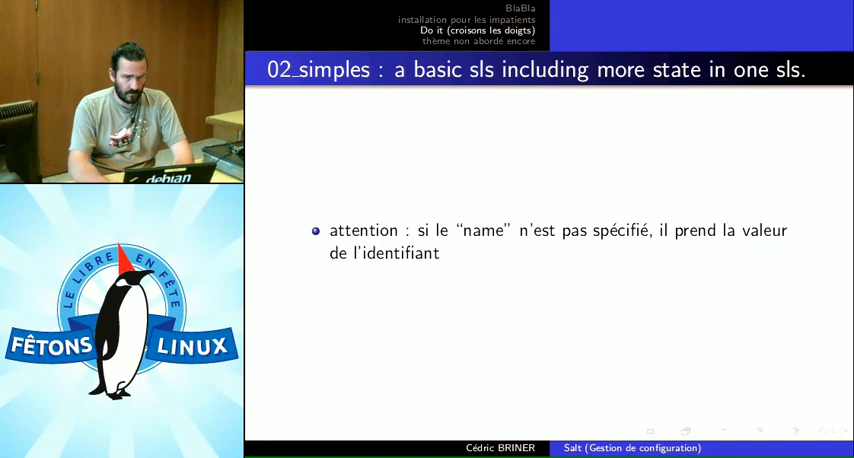 BlaBla
installation pour les impatients
Do it (croisons les doigts)
thème non abordé encore
02_simples : a basic sls including more state in one sls.
debian
attention : si le “name” n'est pas spécifié, il prend la valeur
de l'identifiant
LE LIBRE EN FÊTE
FÊTONS LINUX
Cédric BRINER
Salt (Gestion de configuration)